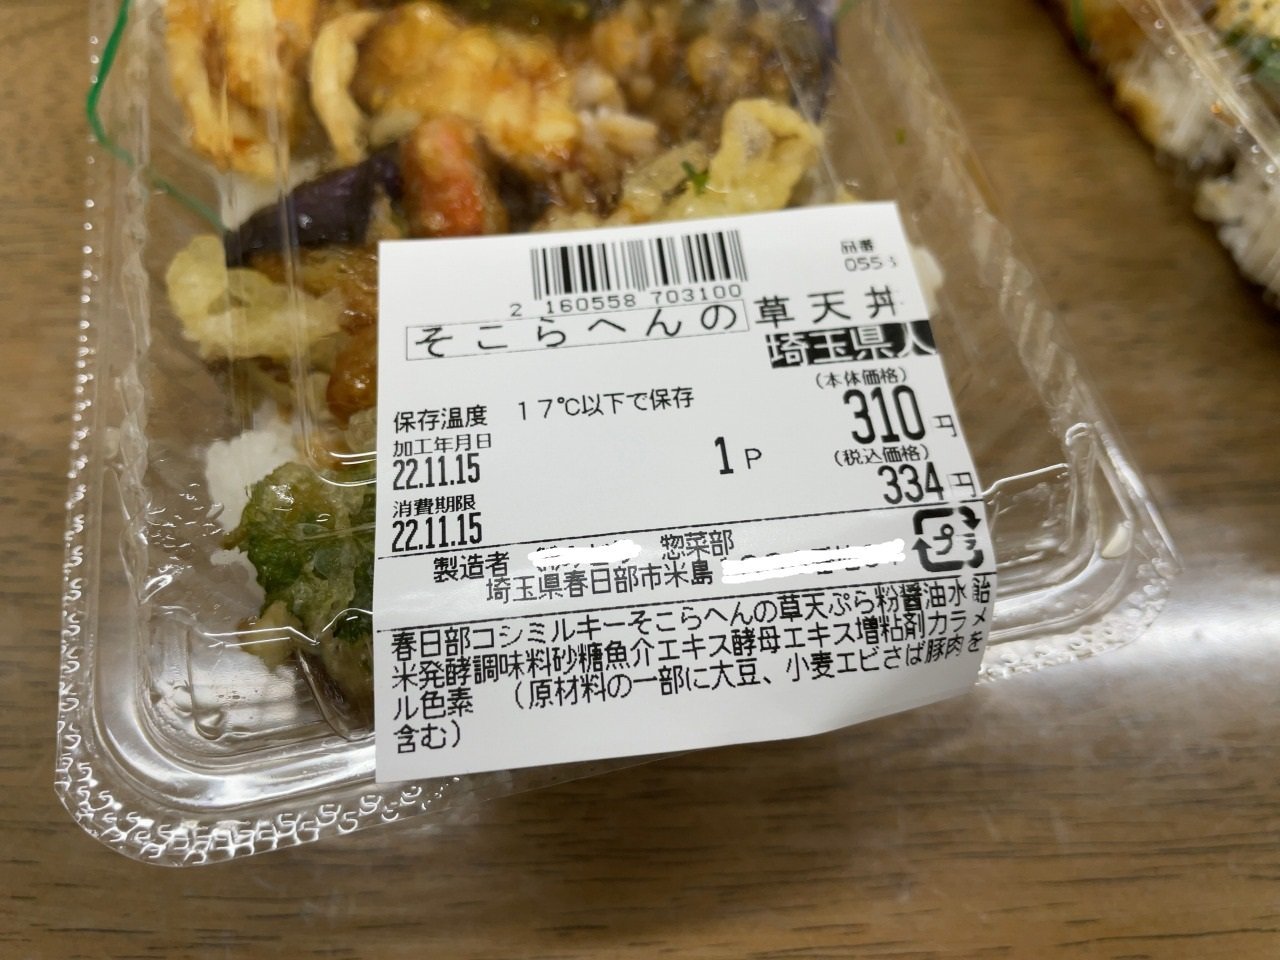 品番
055
2 160558 703100
そこらへんの草天丼
埼玉県人
(本体価格)
310円
(税込価格)
334円
保存温度 17℃以下で保存
加工年月日
22.11.15
1P
消費期限
22.11.15
製造者 惣菜部
埼玉県春日部市米島
プラ
春日部コシミルキーそこらへんの草天ぷら粉醤油水飴
米発酵調味料砂糖魚介エキス酵母エキス増粘剤カラメ
ル色素 (原材料の一部に大豆、小麦エビさば豚肉を
含む)